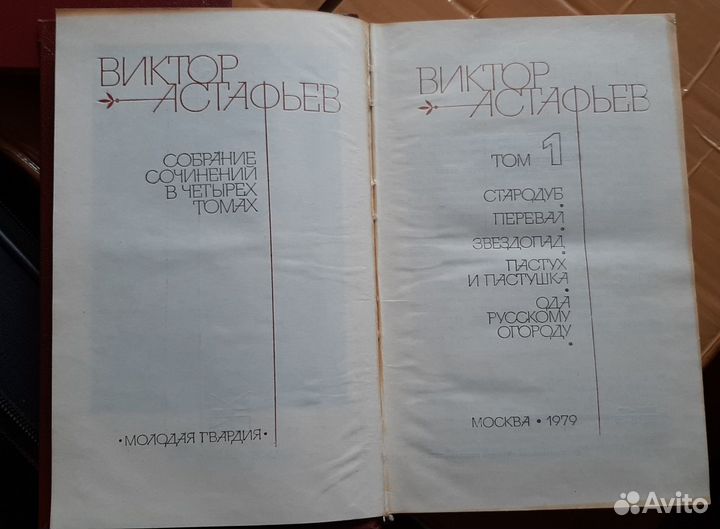 ВИКТОР
АСТАФЬЕВ
СОБРАНИЕ
СОЧИНЕНИЙ
В ЧЕТЫРЕХ
ТОМАХ
• МОЛОДАЯ ГВАРДИЯ •
ВИКТОР
АСТАФЬЕВ
ТОМ 1
СТАРОДУБ •
ПЕРЕВАЛ •
ЗВЕЗДОПАД •
ПАСТУХ
И ПАСТУШКА •
ОДА
РУССКОМУ
ОГОРОДУ •
МОСКВА • 1979
Avito